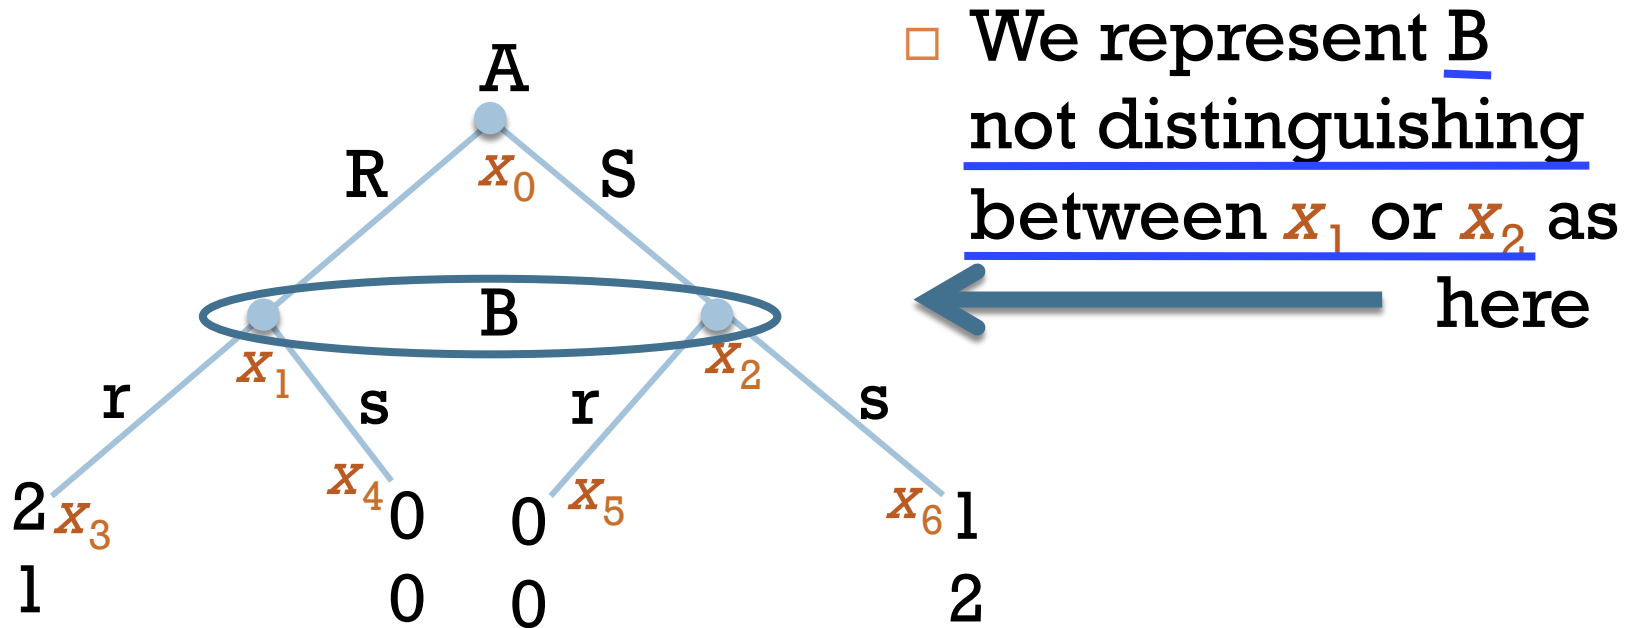 A
R
x0
S
B
x1
x2
r
s
r
s
x4
x5
x6
2
x3
0
0
1
1
0
0
2
□ We represent B
not distinguishing
between x1 or x2 as
here